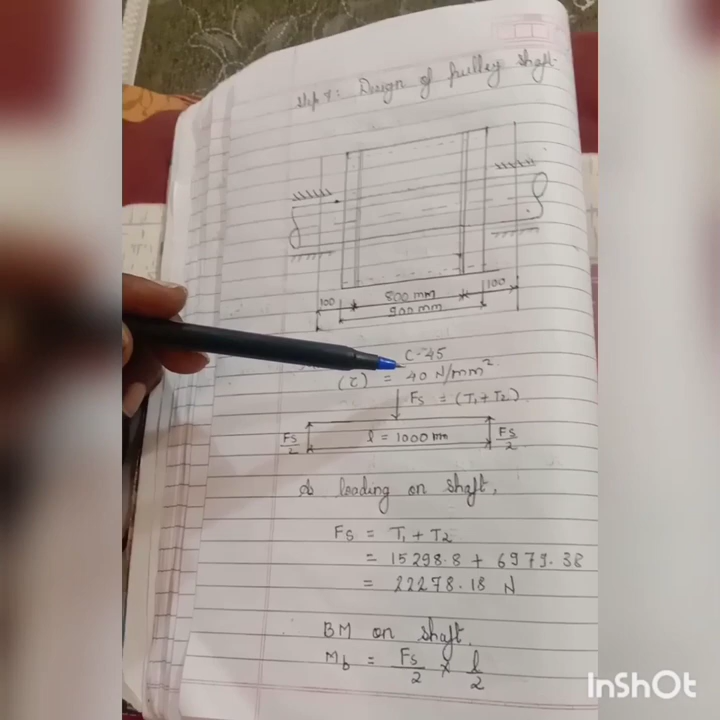 Step 7: Design of pulley shaft.
100
800 mm
100
900 mm
C-45
(τ) = 40 N/mm²
Fs = (T₁ + T₂)
Fs/2
l = 1000 mm
Fs/2
loading on shaft,
Fs = T₁ + T₂
= 15298.8 + 6979.38
= 22278.18 N
BM on shaft,
Mb = Fs/2 × l/2
InShOt